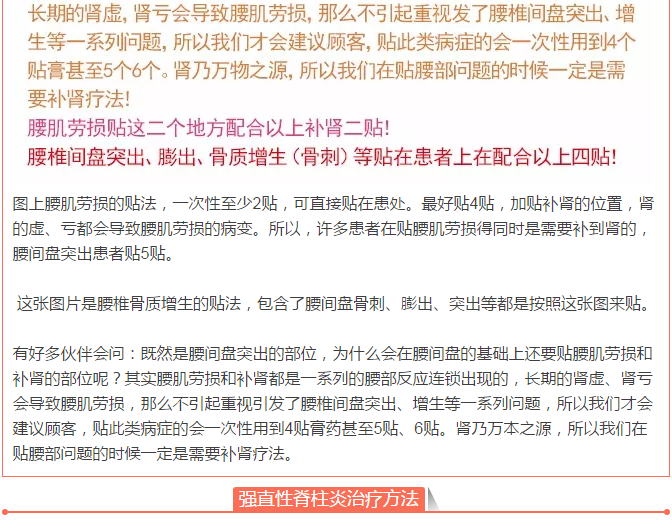 长期的肾虚, 肾亏会导致腰肌劳损, 那么不引起重视发了腰椎间盘突出、增
生等一系列问题, 所以我们才会建议顾客, 贴此类病症的会一次性用到4个
贴膏甚至5个6个。肾乃万物之源, 所以我们在贴腰部问题的时候一定是需
要补肾疗法!
腰肌劳损贴这二个地方配合以上补肾二贴!
腰椎间盘突出、膨出、骨质增生（骨刺）等贴在患者上在配合以上四贴!
图上腰肌劳损的贴法，一次性至少2贴，可直接贴在患处。最好贴4贴，加贴补肾的位置，肾
的虚、亏都会导致腰肌劳损的病变。所以，许多患者在贴腰肌劳损得同时是需要补到肾的，
腰间盘突出患者贴5贴。
这张图片是腰椎骨质增生的贴法，包含了腰间盘骨刺、膨出、突出等都是按照这张图来贴。
有好多伙伴会问：既然是腰间盘突出的部位，为什么会在腰间盘的基础上还要贴腰肌劳损和
补肾的部位呢？其实腰肌劳损和补肾都是一系列的腰部反应连锁出现的，长期的肾虚、肾亏
会导致腰肌劳损，那么不引起重视引发了腰椎间盘突出、增生等一系列问题，所以我们才会
建议顾客，贴此类病症的会一次性用到4贴膏药甚至5贴、6贴。肾乃万本之源，所以我们在
贴腰部问题的时候一定是需要补肾疗法。
强直性脊柱炎治疗方法